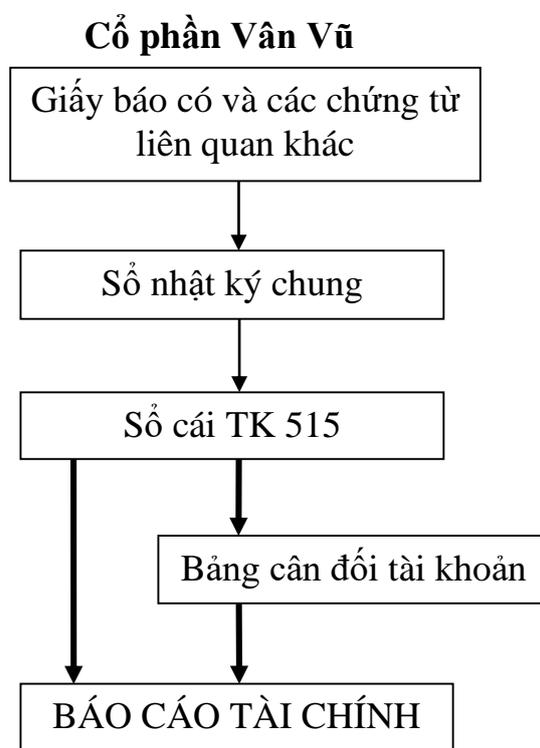 Cổ phần Vân Vũ
Giấy báo có và các chứng từ
liên quan khác
Sổ nhật ký chung
Sổ cái TK 515
Bảng cân đối tài khoản
BÁO CÁO TÀI CHÍNH